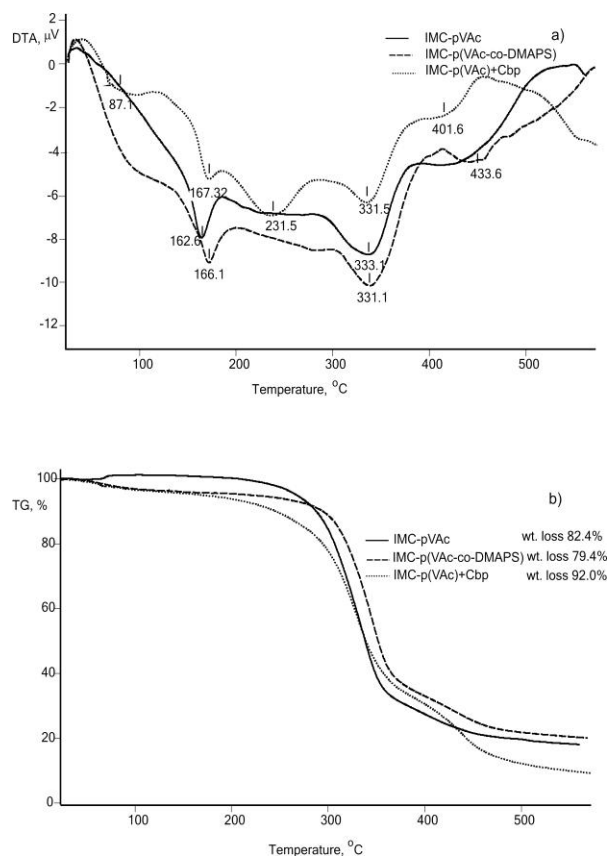 2
DTA, μV
a)
IMC-pVAc
IMC-p(VAc-co-DMAPS)
IMC-p(VAc)+Cbp
0
-2
87.1
401.6
-4
433.6
-6
167.32
231.5
331.5
162.6
-8
166.1
333.1
-10
331.1
-12
100 200 300 400 500
Temperature, °C
100
TG, %
b)
IMC-pVAc wt. loss 82.4%
IMC-p(VAc-co-DMAPS) wt. loss 79.4%
IMC-p(VAc)+Cbp wt. loss 92.0%
80
60
40
20
0
100 200 300 400 500
Temperature, °C